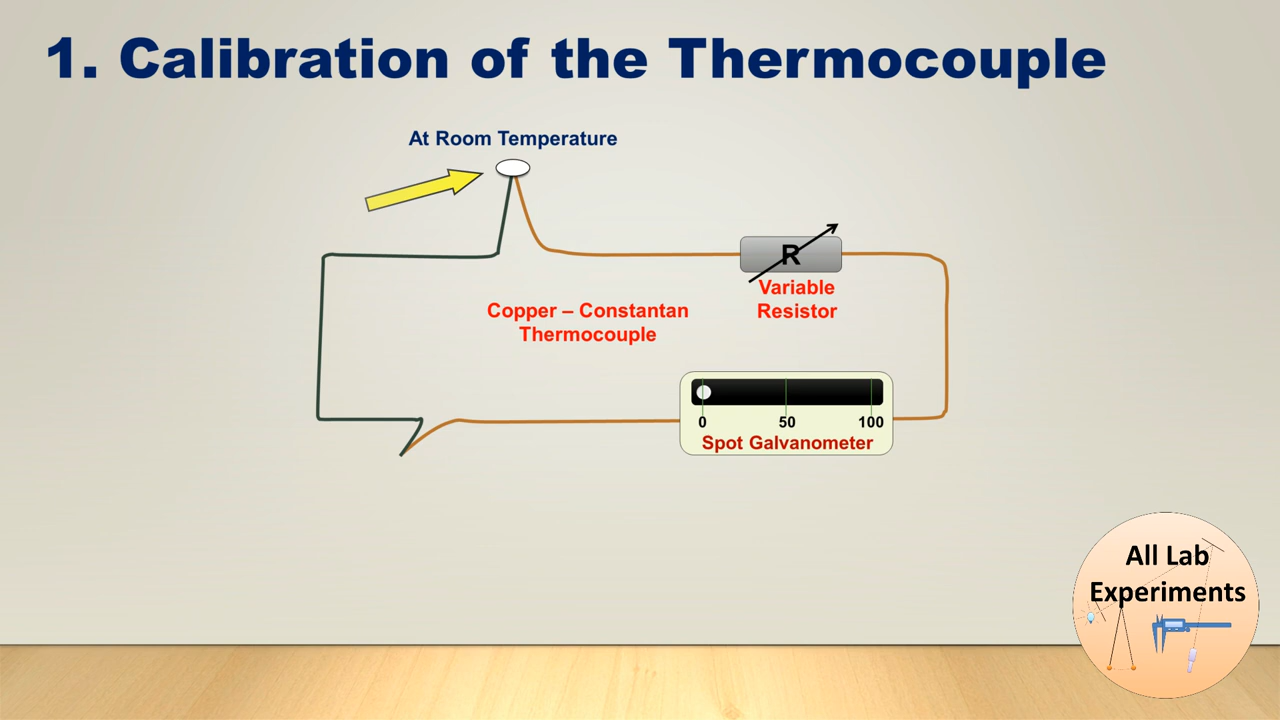 1. Calibration of the Thermocouple
At Room Temperature
R
Variable
Resistor
Copper – Constantan
Thermocouple
0 50 100
Spot Galvanometer
All Lab
Experiments